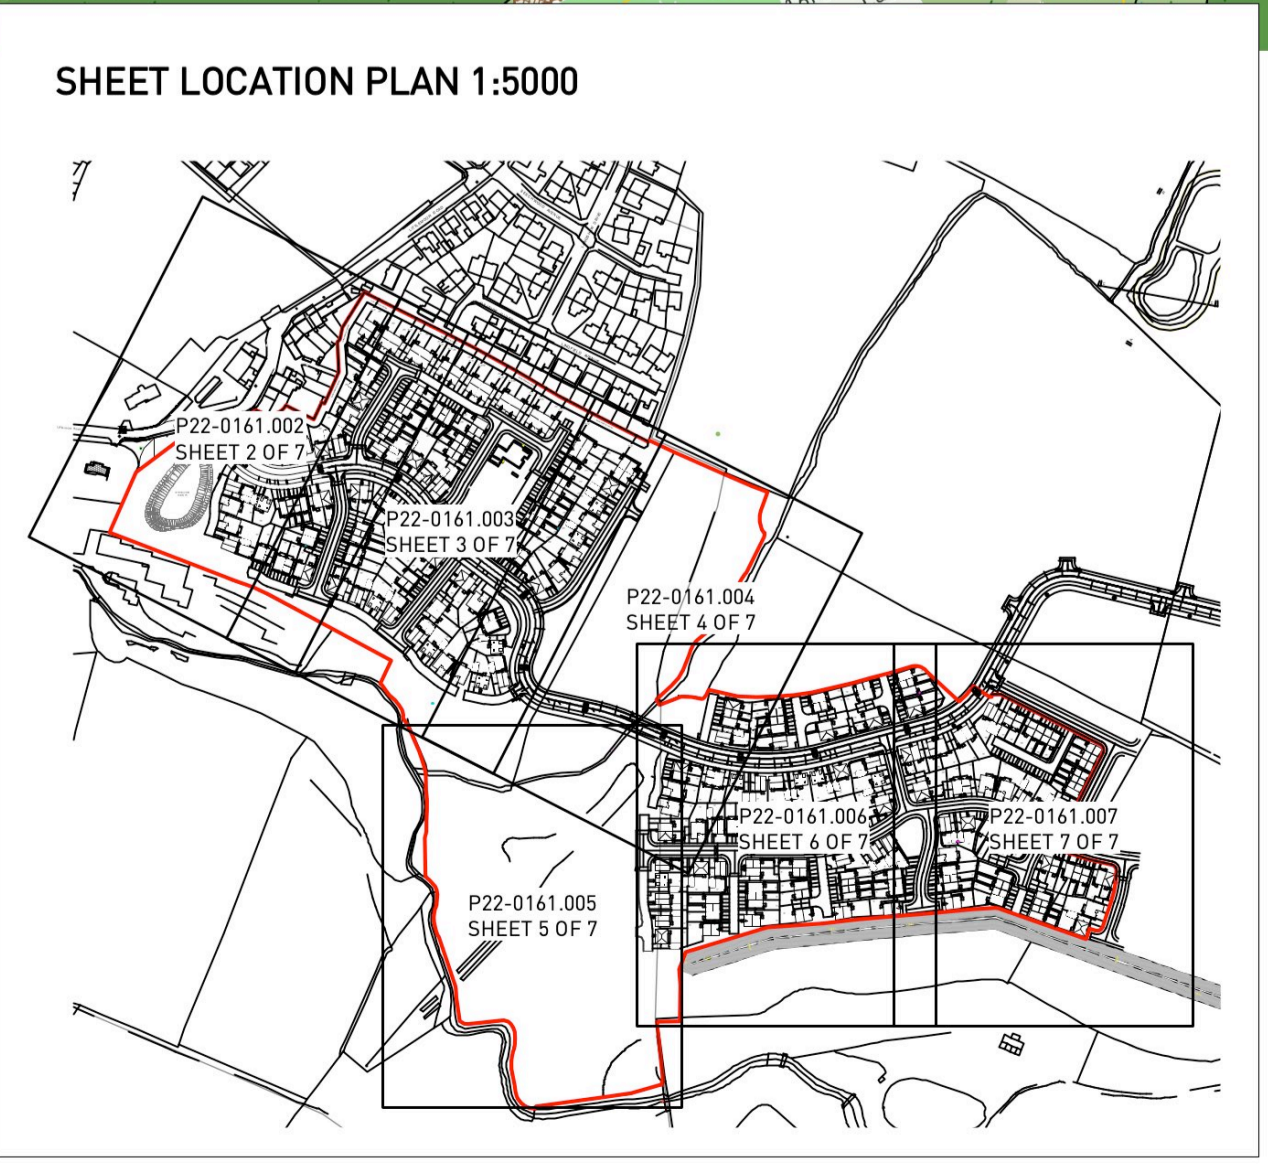 SHEET LOCATION PLAN 1:5000
P22-0161.002
SHEET 2 OF 7
P22-0161.003
SHEET 3 OF 7
P22-0161.004
SHEET 4 OF 7
P22-0161.006
SHEET 6 OF 7
P22-0161.007
SHEET 7 OF 7
P22-0161.005
SHEET 5 OF 7